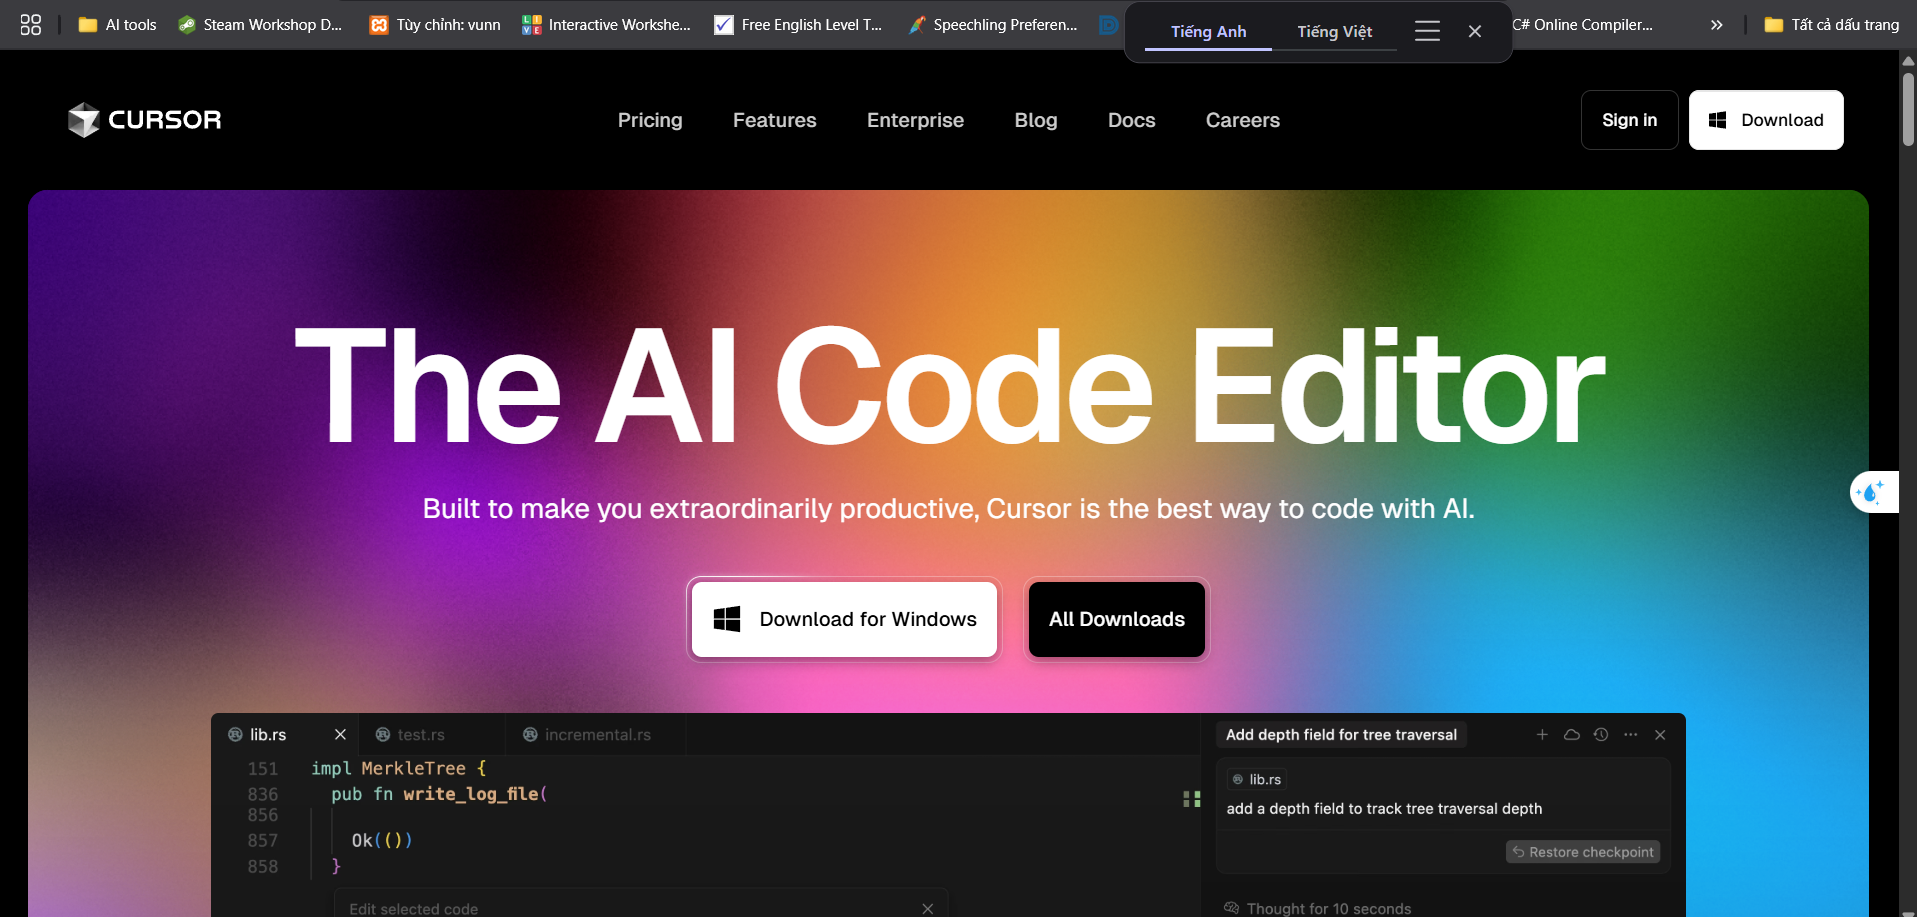 AI tools
Steam Workshop D...
Tùy chỉnh: vunn
LIVE
Interactive Workshe...
Free English Level T...
Speechling Preferen...
Tiếng Anh
Tiếng Việt
C# Online Compiler...
Tất cả dấu trang
CURSOR
Pricing
Features
Enterprise
Blog
Docs
Careers
Sign in
Download
The AI Code Editor
Built to make you extraordinarily productive, Cursor is the best way to code with AI.
Download for Windows
All Downloads
lib.rs
test.rs
incremental.rs
151 impl MerkleTree {
836 pub fn write_log_file(
856
857 Ok(())
858 }
Edit selected code
Add depth field for tree traversal
lib.rs
add a depth field to track tree traversal depth
Restore checkpoint
Thought for 10 seconds